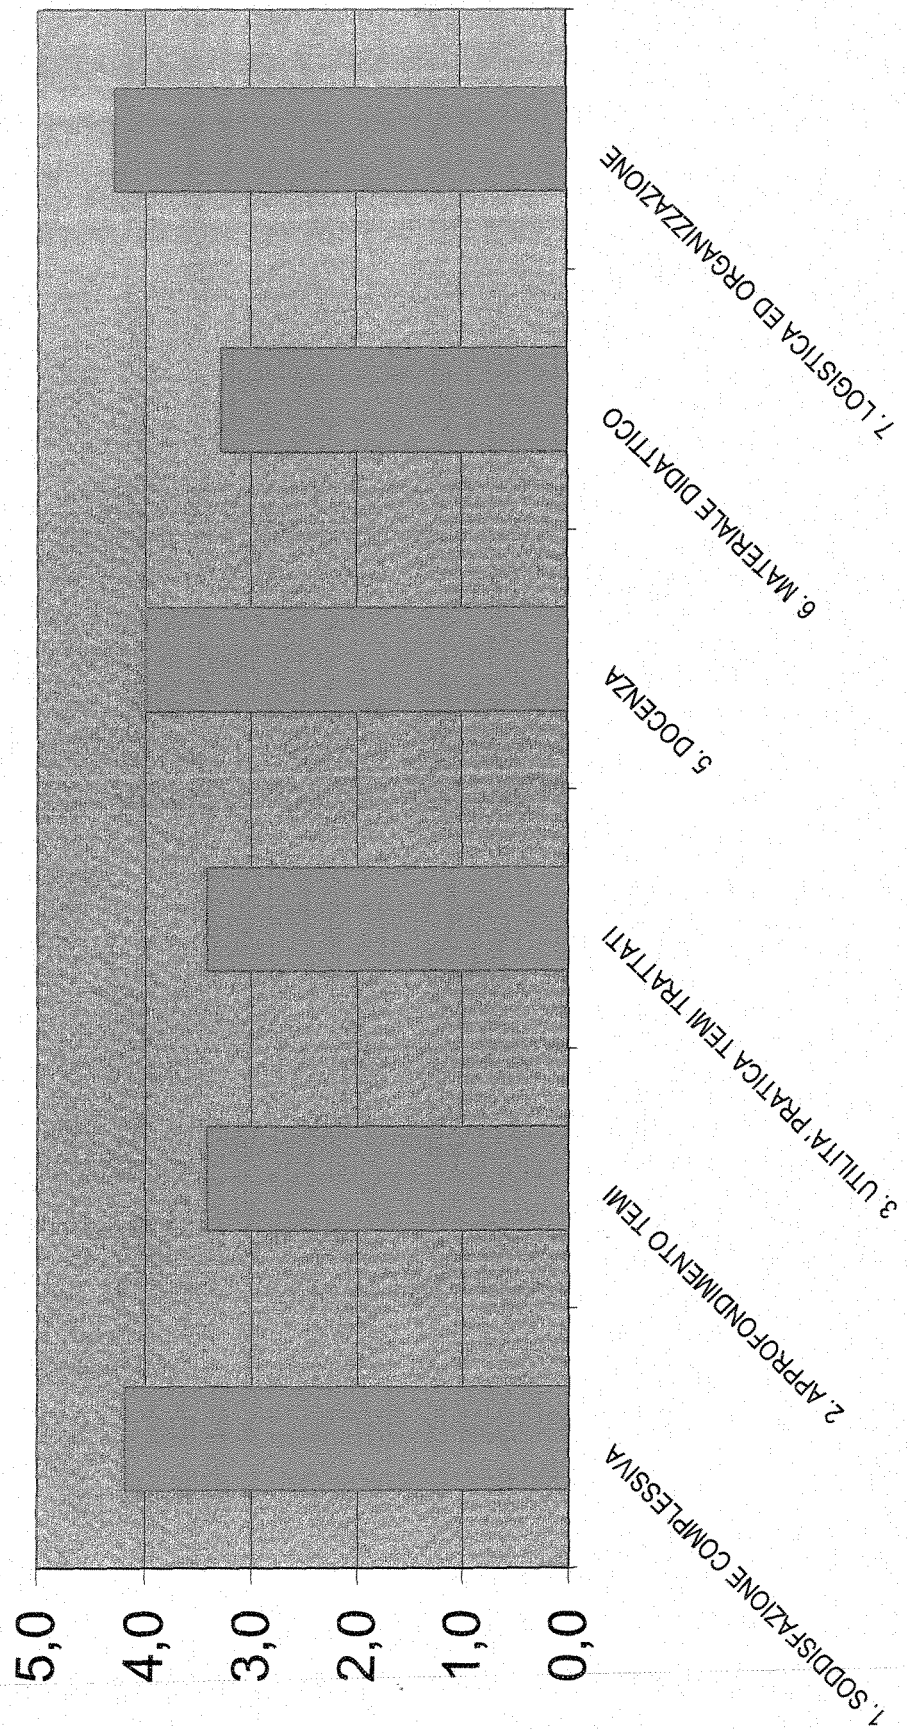 5,0
4,0
3,0
2,0
1,0
0,0
1. SODDISFAZIONE COMPLESSIVA
2. APPROFONDIMENTO TEMI
3. UTILITA' PRATICA TEMI TRATTATI
5. DOCENZA
6. MATERIALE DIDATTICO
7. LOGISTICA ED ORGANIZZAZIONE